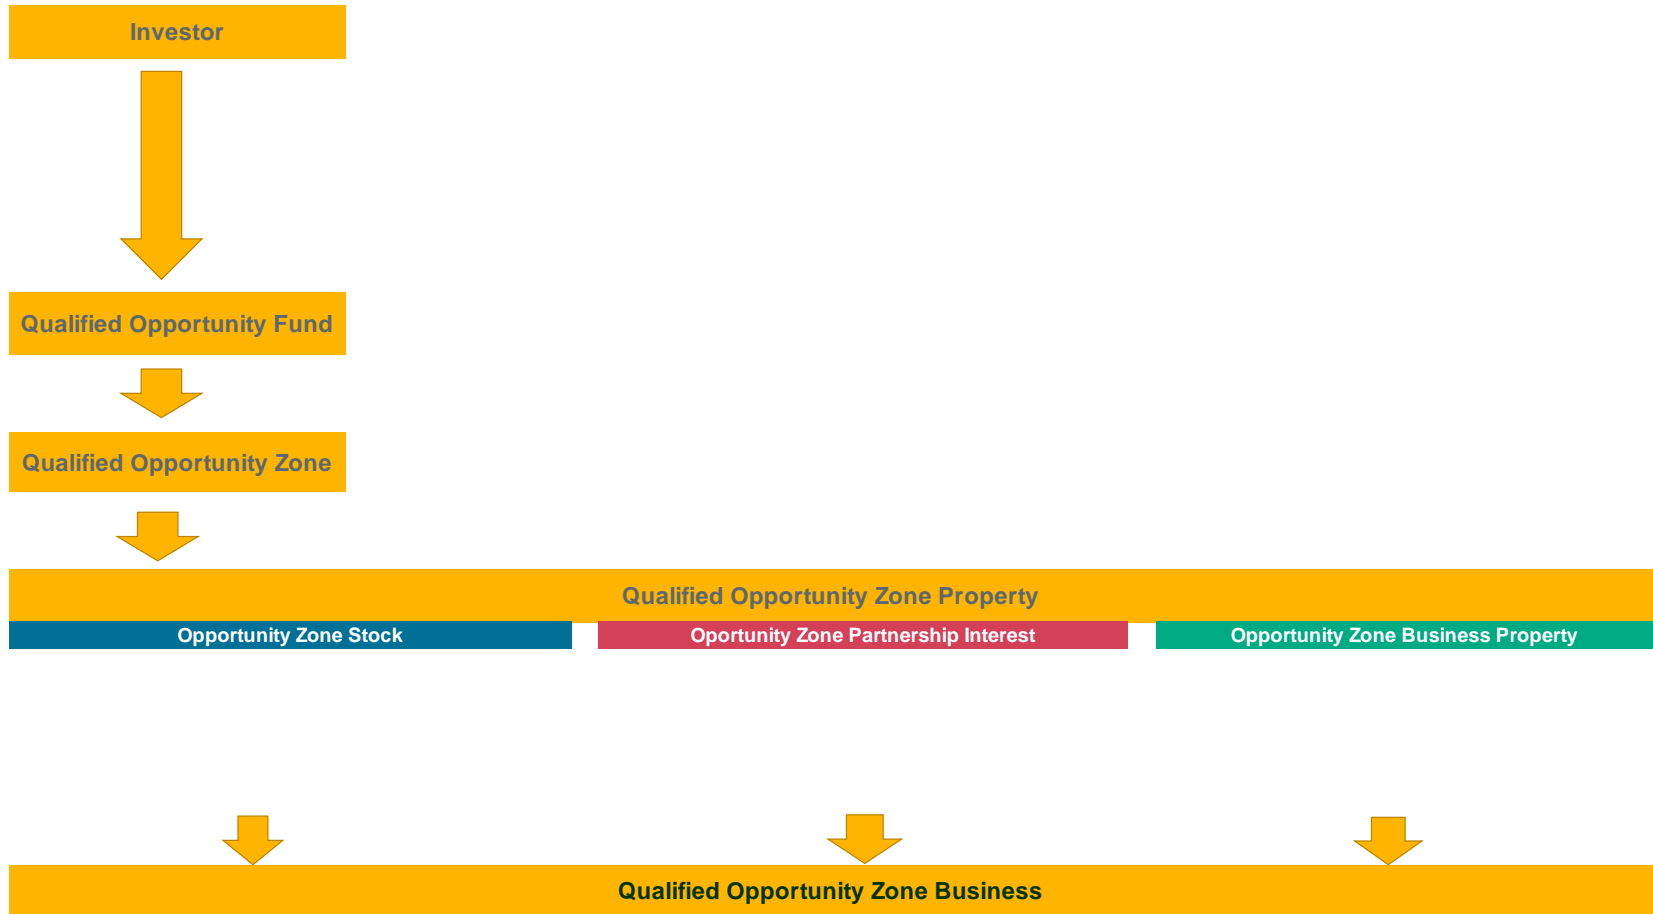 Investor
Qualified Opportunity Fund
Qualified Opportunity Zone
Qualified Opportunity Zone Property
Opportunity Zone Stock
Oportunity Zone Partnership Interest
Opportunity Zone Business Property
Qualified Opportunity Zone Business